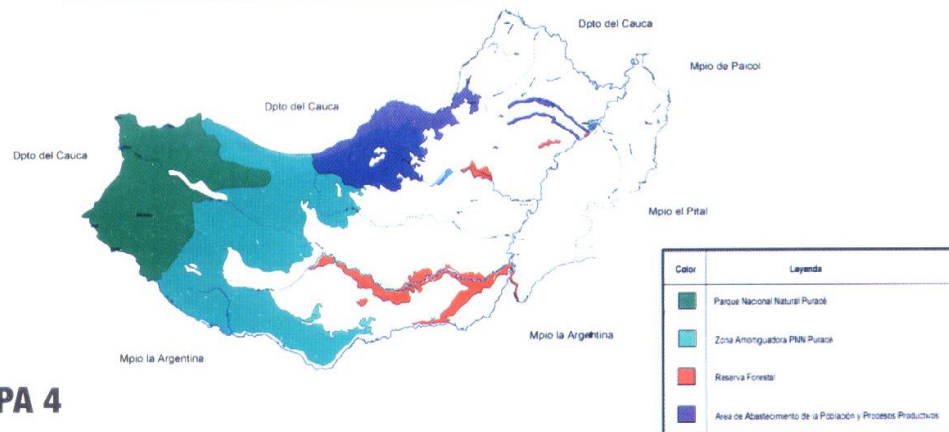 Dpto del Cauca
Mpio de Paicol
Dpto del Cauca
Dpto del Cauca
Mpio el Pital
Mpio la Argentina
Mpio la Argentina
PA 4
Color Leyenda
Parque Nacional Natural Puracé
Zona Amortiguadora PNN Puracé
Reserva Forestal
Area de Abastecimiento de la Población y Procesos Productivos